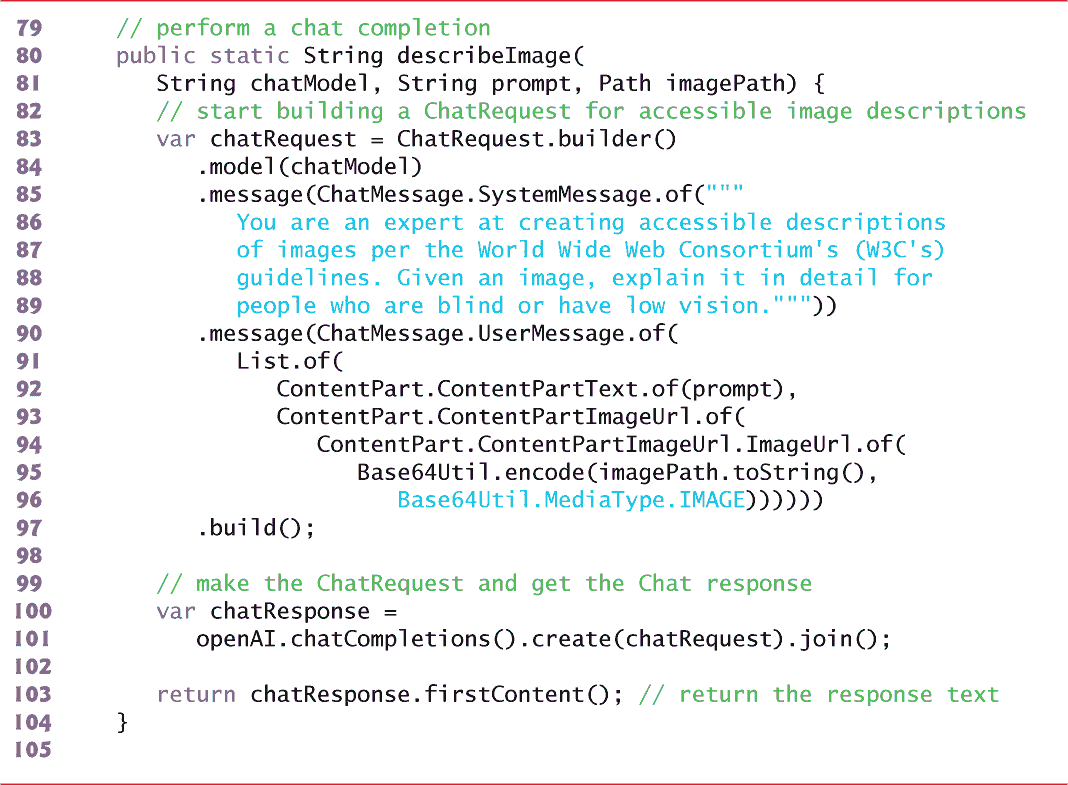 79 // perform a chat completion
80 public static String describeImage(
81 String chatModel, String prompt, Path imagePath) {
82 // start building a ChatRequest for accessible image descriptions
83 var chatRequest = ChatRequest.builder()
84 .model(chatModel)
85 .message(ChatMessage.SystemMessage.of("""
86 You are an expert at creating accessible descriptions
87 of images per the World Wide Web Consortium's (W3C's)
88 guidelines. Given an image, explain it in detail for
89 people who are blind or have low vision."""))
90 .message(ChatMessage.UserMessage.of(
91 List.of(
92 ContentPart.ContentPartText.of(prompt),
93 ContentPart.ContentPartImageUrl.of(
94 ContentPart.ContentPartImageUrl.ImageUrl.of(
95 Base64Util.encode(imagePath.toString(),
96 Base64Util.MediaType.IMAGE))))))
97 .build();
98
99 // make the ChatRequest and get the Chat response
100 var chatResponse =
101 openAI.chatCompletions().create(chatRequest).join();
102
103 return chatResponse.firstContent(); // return the response text
104 }
105